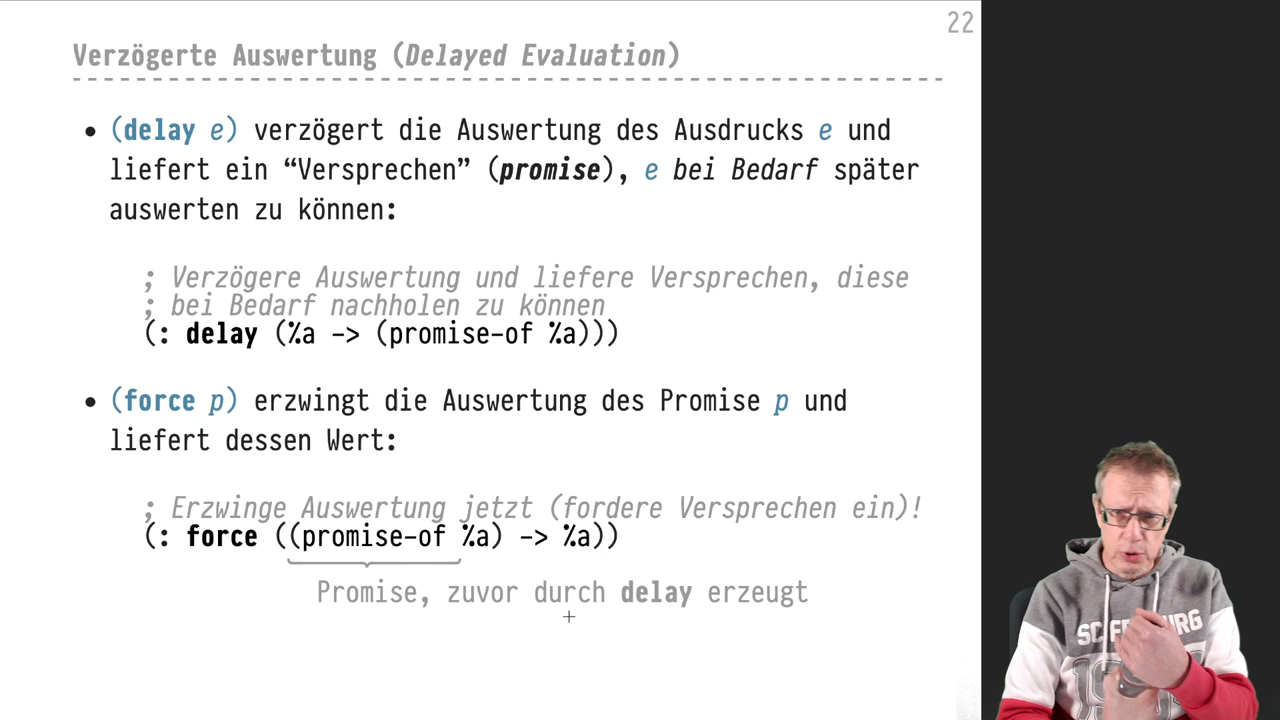 22
Verzögerte Auswertung (Delayed Evaluation)
• (delay e) verzögert die Auswertung des Ausdrucks e und
liefert ein “Versprechen” (promise), e bei Bedarf später
auswerten zu können:
; Verzögere Auswertung und liefere Versprechen, diese
; bei Bedarf nachholen zu können
(: delay (%a -> (promise-of %a)))
• (force p) erzwingt die Auswertung des Promise p und
liefert dessen Wert:
; Erzwinge Auswertung jetzt (fordere Versprechen ein)!
(: force ((promise-of %a) -> %a))
Promise, zuvor durch delay erzeugt